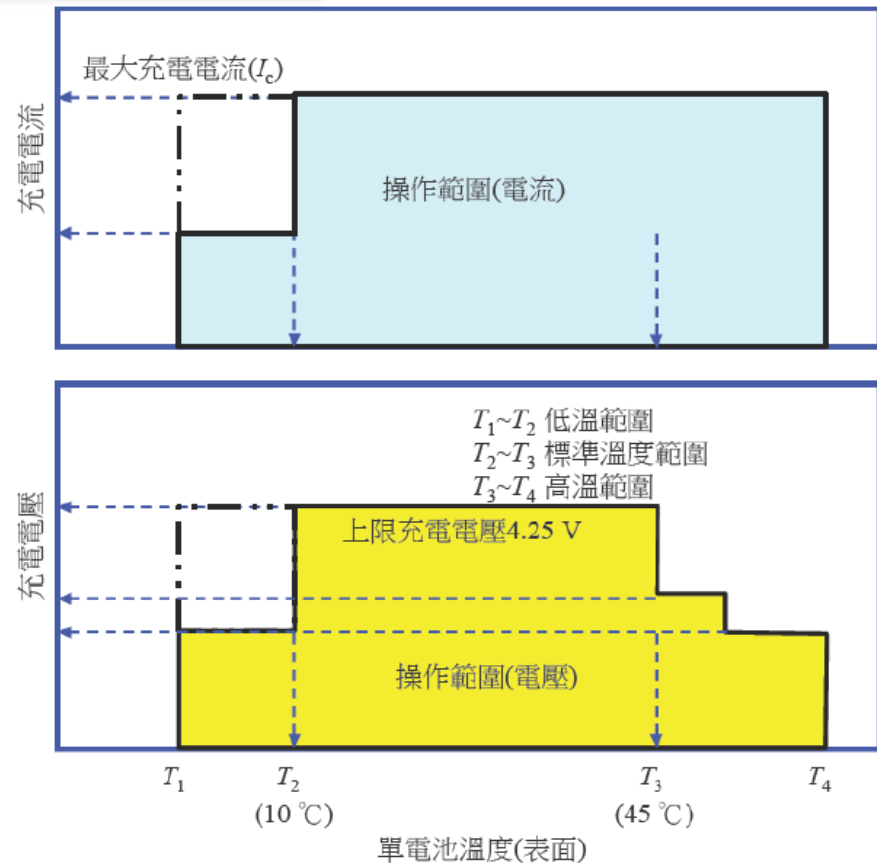 最大充電電流(Ic)
充電電流
操作範圍(電流)
T1~T2 低溫範圍
T2~T3 標準溫度範圍
T3~T4 高溫範圍
上限充電電壓4.25 V
充電電壓
操作範圍(電壓)
T1 T2 T3 T4
(10 ℃) (45 ℃)
單電池溫度(表面)